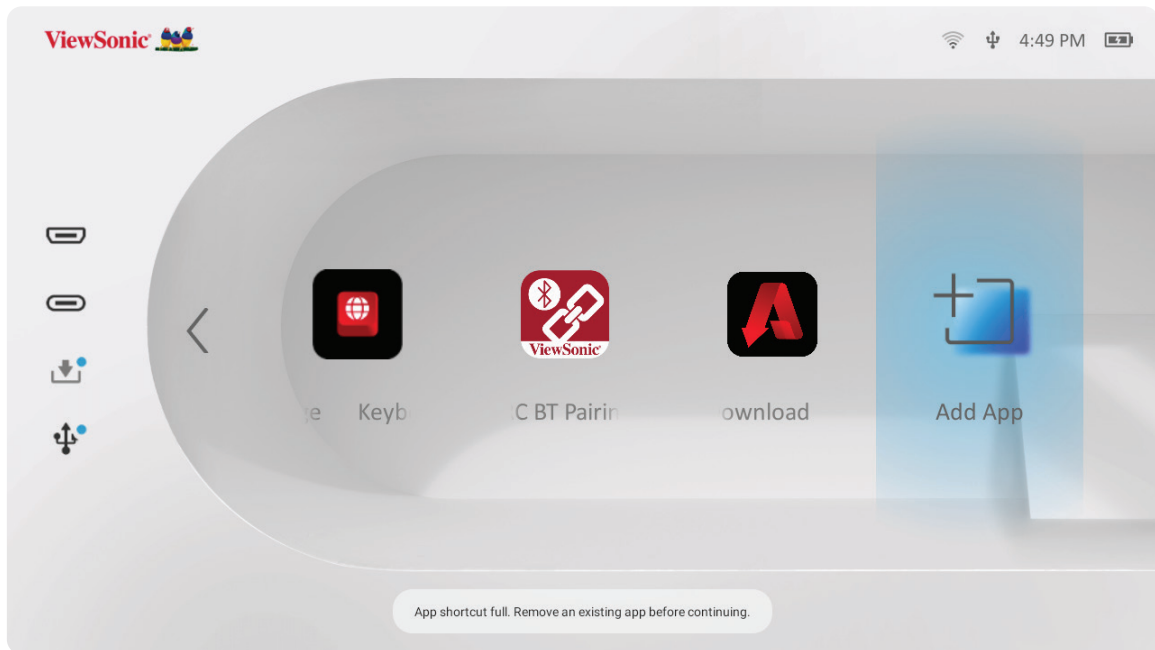 ViewSonic
4:49 PM
ViewSonic
e Keyb
C BT Pairin
ownload
Add App
App shortcut full. Remove an existing app before continuing.